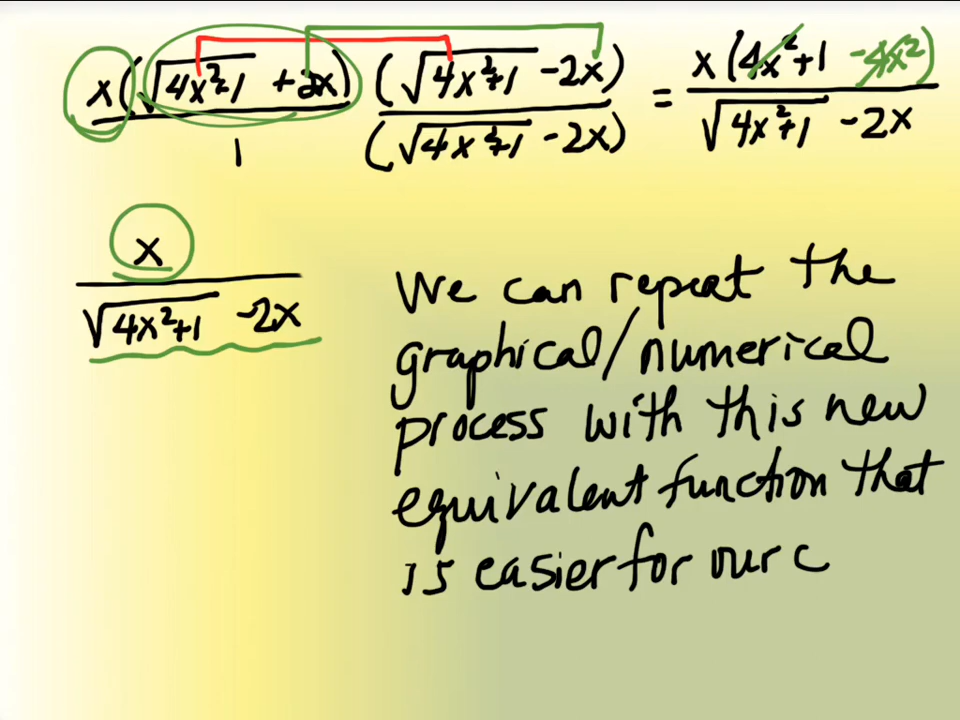 x(√4x²+1 +2x) (√4x²+1 -2x) = x(4x²+1 -4x²)
1 (√4x²+1 -2x) √4x²+1 -2x
x
√4x²+1 -2x
We can repeat the
graphical/numerical
process with this new
equivalent function that
is easier for our c